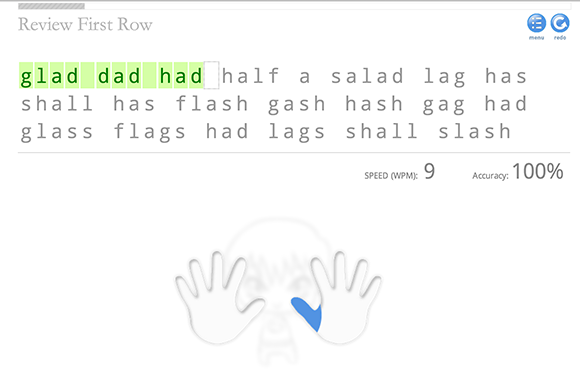 Review First Row
menu
redo
glad dad had half a salad lag has
shall has flash gash hash gag had
glass flags had lags shall slash
SPEED (WPM): 9
Accuracy: 100%